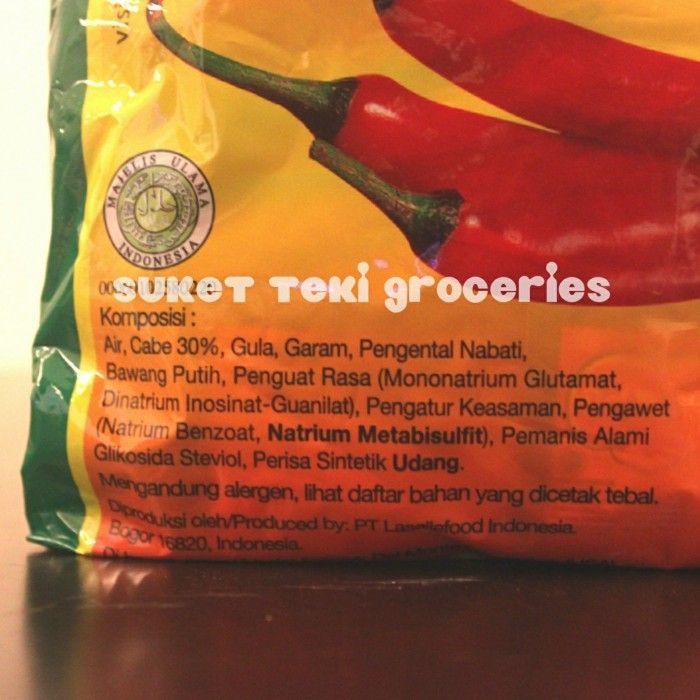 MAJELIS ULAMA
INDONESIA
SUKET TEKI GROCERIES
Komposisi :
Air, Cabe 30%, Gula, Garam, Pengental Nabati,
Bawang Putih, Penguat Rasa (Mononatrium Glutamat,
Dinatrium Inosinat-Guanilat), Pengatur Keasaman, Pengawet
(Natrium Benzoat, Natrium Metabisulfit), Pemanis Alami
Glikosida Steviol, Perisa Sintetik Udang.
Mengandung alergen, lihat daftar bahan yang dicetak tebal.
Diproduksi oleh/Produced by: PT Lasallefood Indonesia.
Bogor 16820, Indonesia.